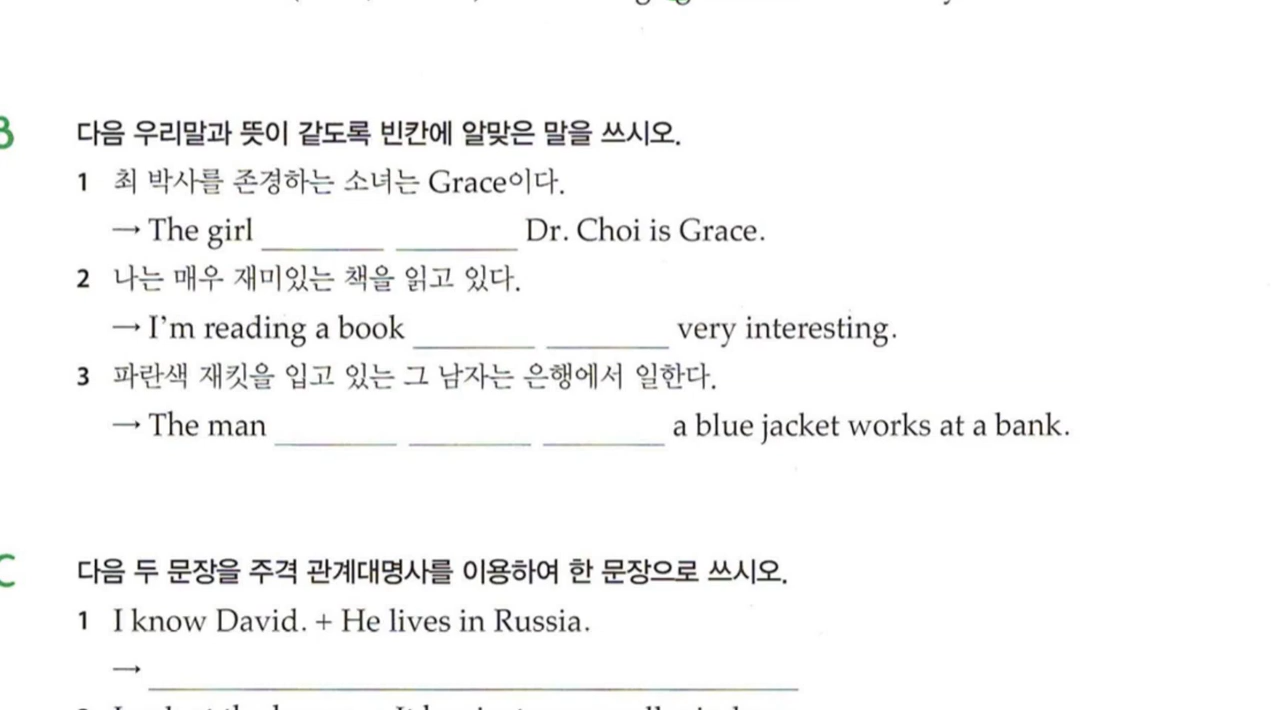 B 다음 우리말과 뜻이 같도록 빈칸에 알맞은 말을 쓰시오.
1 최 박사를 존경하는 소녀는 Grace이다.
→ The girl ________ ________ Dr. Choi is Grace.
2 나는 매우 재미있는 책을 읽고 있다.
→ I'm reading a book ________ ________ very interesting.
3 파란색 재킷을 입고 있는 그 남자는 은행에서 일한다.
→ The man ________ ________ ________ a blue jacket works at a bank.
C 다음 두 문장을 주격 관계대명사를 이용하여 한 문장으로 쓰시오.
1 I know David. + He lives in Russia.
→ ________